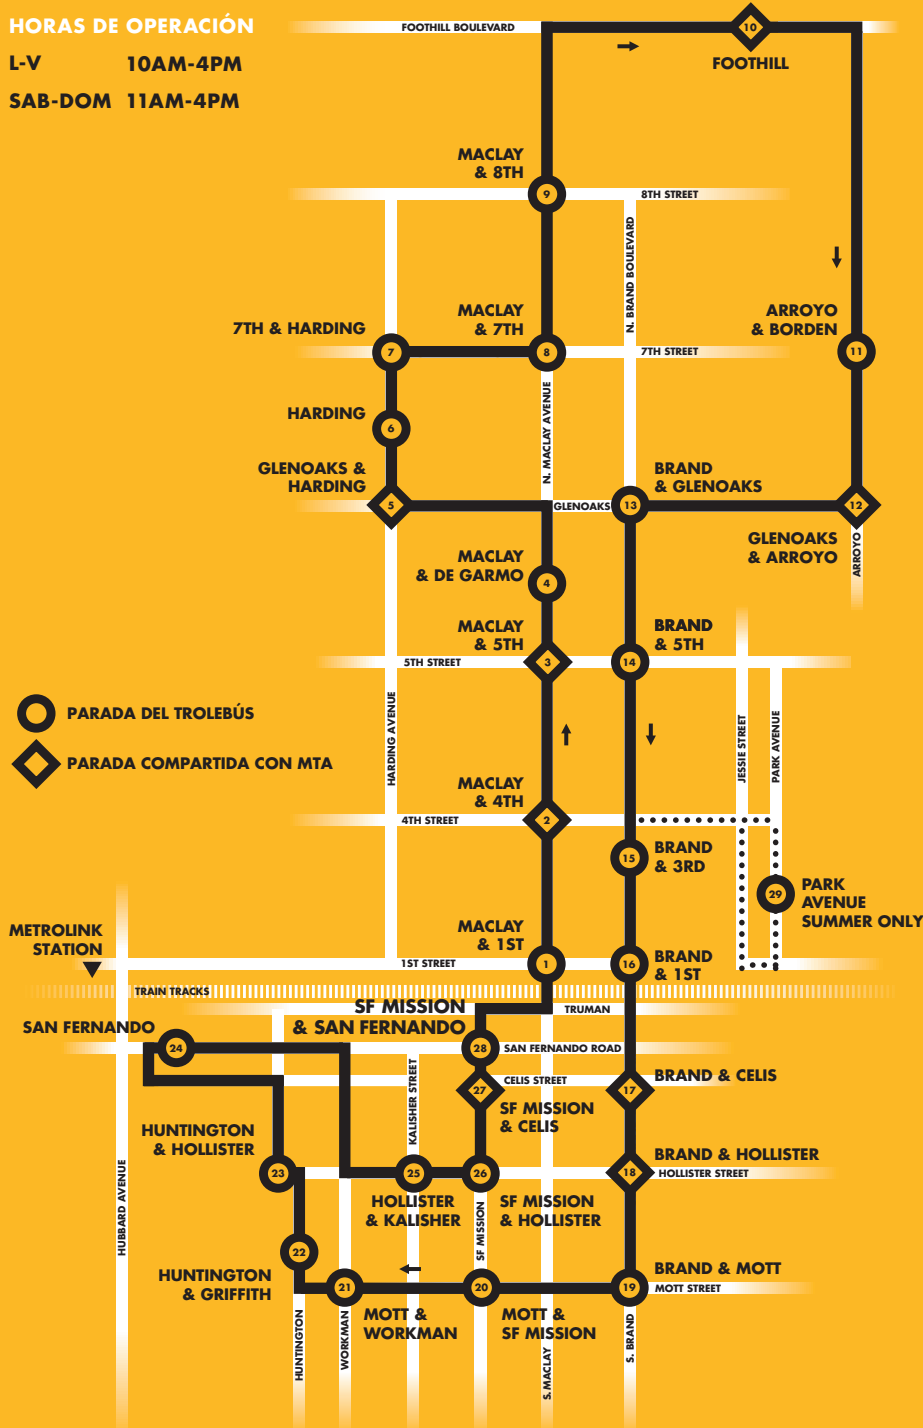 HORAS DE OPERACIÓN
L-V 10AM-4PM
SAB-DOM 11AM-4PM
FOOTHILL BOULEVARD
10
FOOTHILL
MACLAY
& 8TH
9
8TH STREET
N. BRAND BOULEVARD
7TH & HARDING
7
MACLAY
& 7TH
8
7TH STREET
ARROYO
& BORDEN
11
HARDING
6
N. MACLAY AVENUE
GLENOAKS &
HARDING
5
GLENOAKS
BRAND
& GLENOAKS
13
12
GLENOAKS
& ARROYO
ARROYO
MACLAY
& DE GARMO
4
MACLAY
& 5TH
3
5TH STREET
BRAND
& 5TH
14
PARADA DEL TROLEBÚS
PARADA COMPARTIDA CON MTA
HARDING AVENUE
JESSIE STREET
PARK AVENUE
MACLAY
& 4TH
2
4TH STREET
15
BRAND
& 3RD
29
PARK
AVENUE
SUMMER ONLY
METROLINK
STATION
MACLAY
& 1ST
1
1ST STREET
16
BRAND
& 1ST
TRAIN TRACKS
SF MISSION
& SAN FERNANDO
TRUMAN
SAN FERNANDO
24
28
SAN FERNANDO ROAD
KALISHER STREET
CELIS STREET
27
SF MISSION
& CELIS
17
BRAND & CELIS
HUNTINGTON
& HOLLISTER
23
25
HOLLISTER
& KALISHER
26
SF MISSION
& HOLLISTER
18
BRAND & HOLLISTER
HOLLISTER STREET
HUBBARD AVENUE
SF MISSION
22
HUNTINGTON
& GRIFFITH
21
MOTT &
WORKMAN
20
MOTT &
SF MISSION
19
BRAND & MOTT
MOTT STREET
HUNTINGTON
WORKMAN
S.MACLAY
S. BRAND